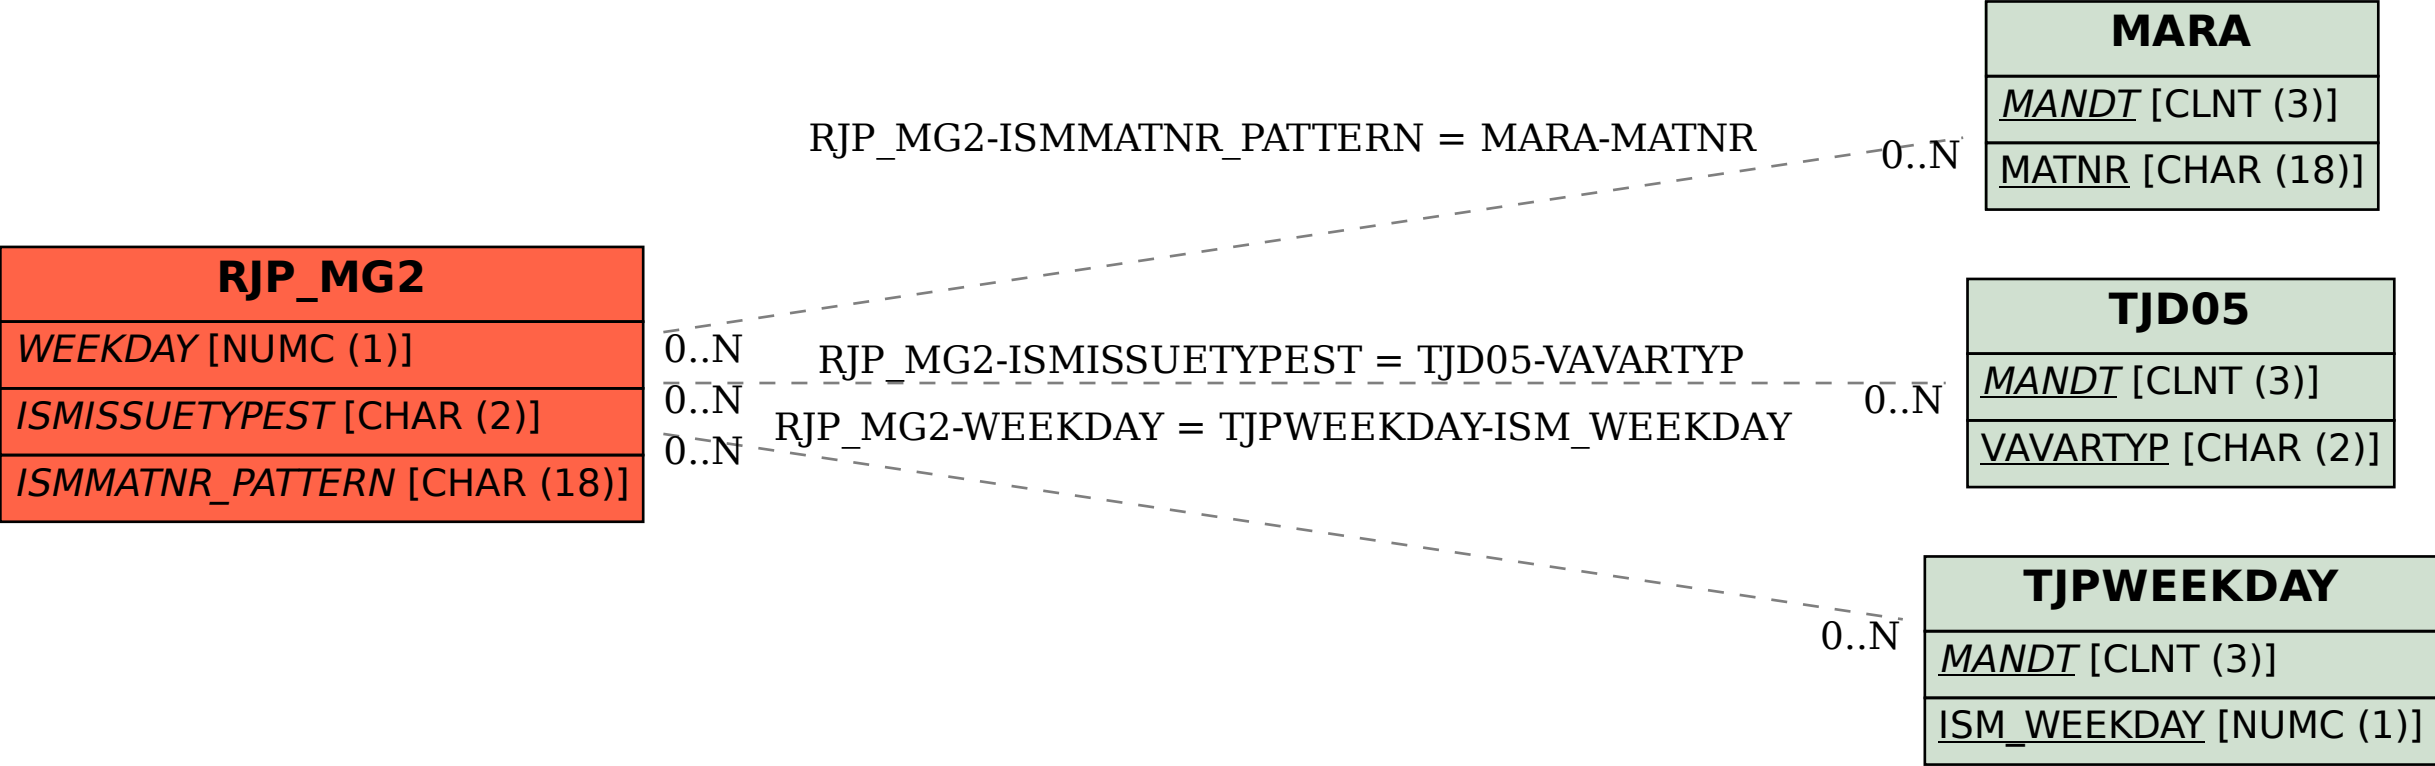 MARA
MANDT [CLNT (3)]
MATNR [CHAR (18)]
RJP_MG2-ISMMATNR_PATTERN = MARA-MATNR
0..N
RJP_MG2
WEEKDAY [NUMC (1)]
ISMISSUETYPEST [CHAR (2)]
ISMMATNR_PATTERN [CHAR (18)]
0..N
RJP_MG2-ISMISSUETYPEST = TJD05-VAVARTYP
0..N
0..N
RJP_MG2-WEEKDAY = TJPWEEKDAY-ISM_WEEKDAY
0..N
0..N
TJD05
MANDT [CLNT (3)]
VAVARTYP [CHAR (2)]
TJPWEEKDAY
MANDT [CLNT (3)]
ISM_WEEKDAY [NUMC (1)]